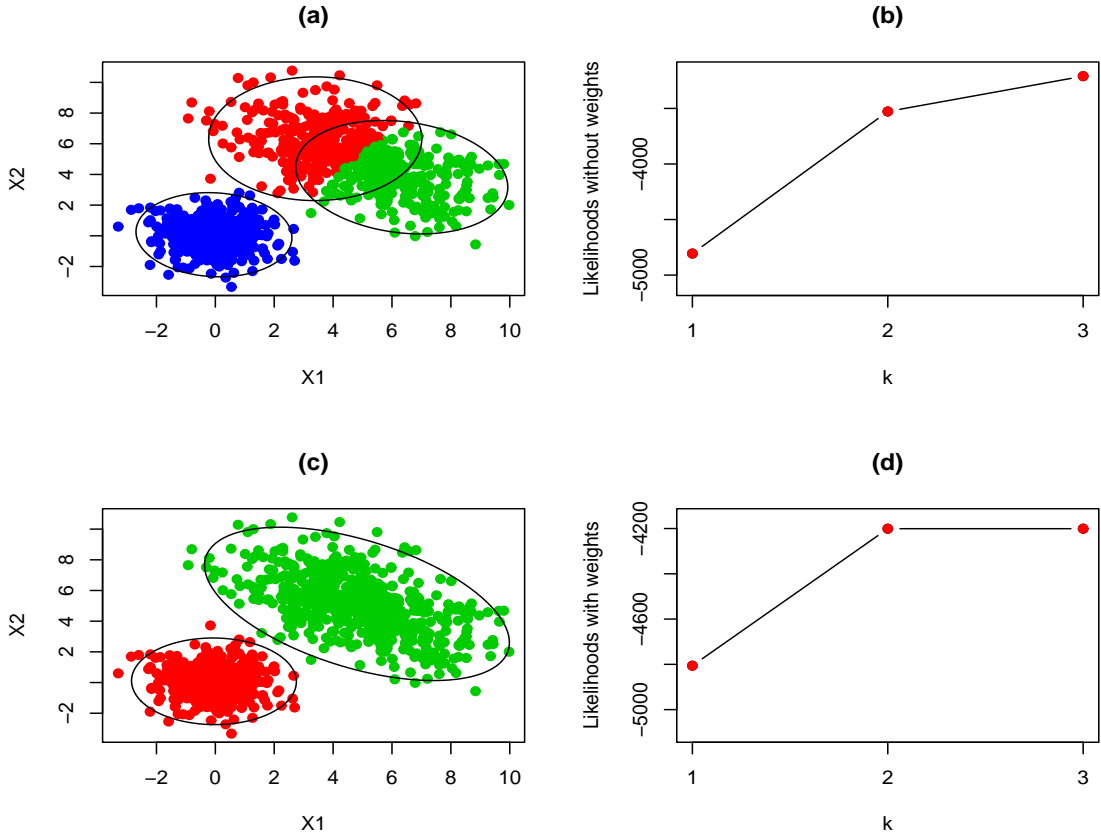 (a)
X2
8
6
4
2
−2
−2 0 2 4 6 8 10
X1
(b)
Likelihoods without weights
−4000
−5000
1 2 3
k
(c)
X2
8
6
4
2
−2
−2 0 2 4 6 8 10
X1
(d)
Likelihoods with weights
−4200
−4600
−5000
1 2 3
k